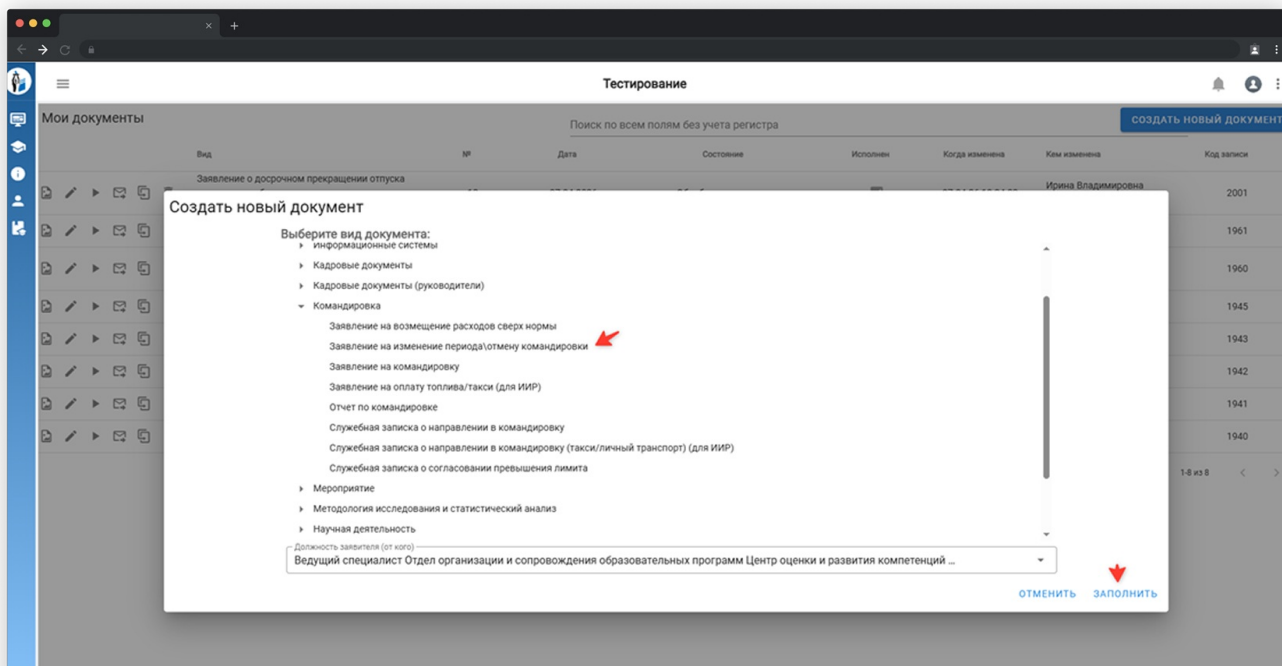 Тестирование
Мои документы
Поиск по всем полям без учета регистра
СОЗДАТЬ НОВЫЙ ДОКУМЕНТ
Вид № Дата Состояние Исполнен Когда изменена Кем изменена Код записи
Заявление о досрочном прекращении отпуска
Ирина Владимировна
2001
Создать новый документ
Выберите вид документа:
информационные системы
1961
Кадровые документы
1960
Кадровые документы (руководители)
Командировка
1945
Заявление на возмещение расходов сверх нормы
Заявление на изменение периода\отмену командировки
1943
Заявление на командировку
1942
Заявление на оплату топлива/такси (для ИИР)
Отчет по командировке
1941
Служебная записка о направлении в командировку
1940
Служебная записка о направлении в командировку (такси/личный транспорт) (для ИИР)
Служебная записка о согласовании превышения лимита
1-8 из 8
Мероприятие
Методология исследования и статистический анализ
Научная деятельность
Должность заявителя (от кого)
Ведущий специалист Отдел организации и сопровождения образовательных программ Центр оценки и развития компетенций ...
ОТМЕНИТЬ ЗАПОЛНИТЬ